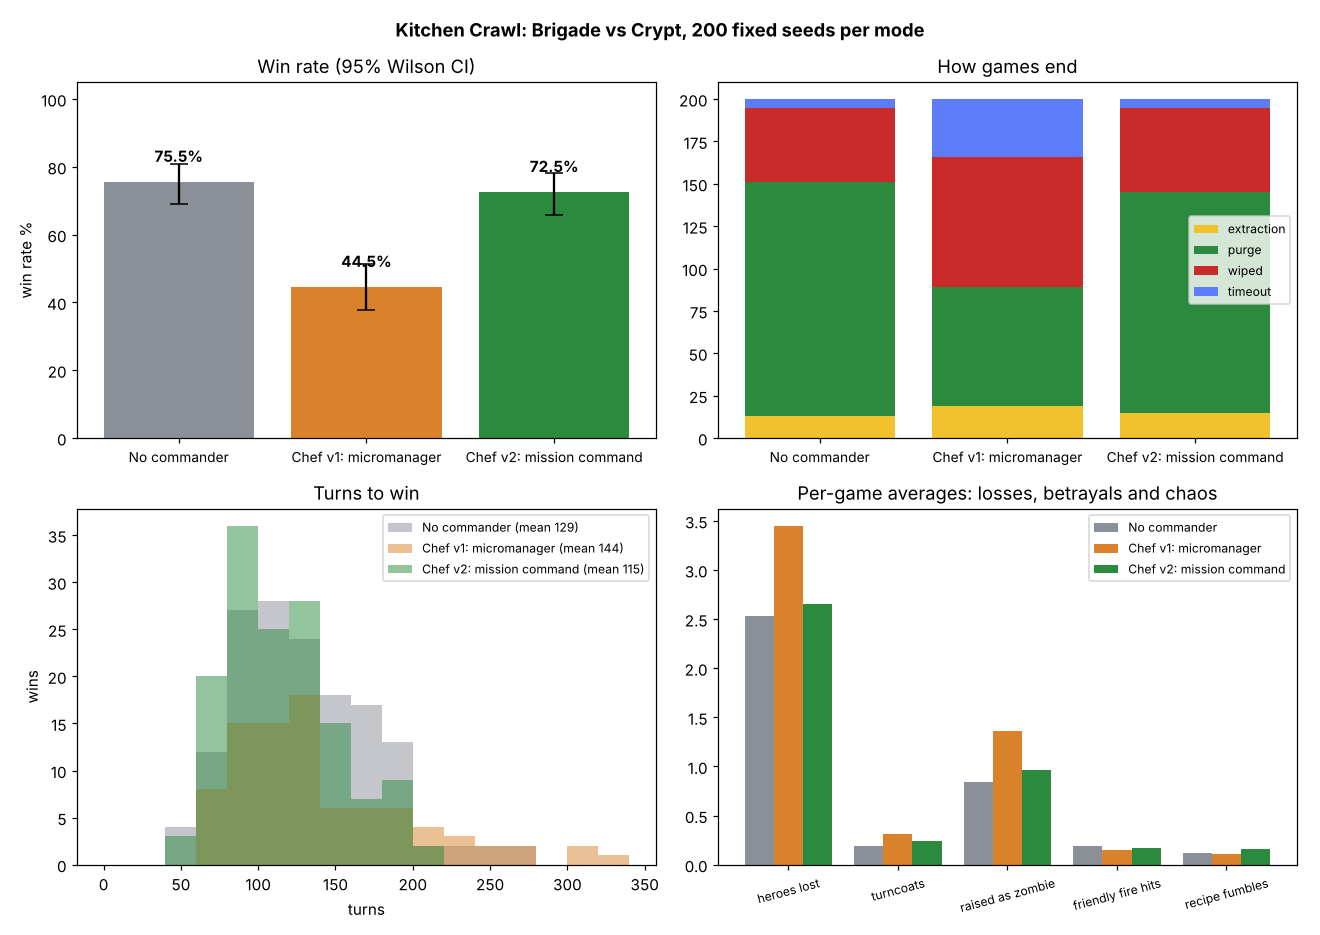 Kitchen Crawl: Brigade vs Crypt, 200 fixed seeds per mode
Win rate (95% Wilson CI)
100
80
60
40
20
0
win rate %
75.5%
44.5%
72.5%
No commander
Chef v1: micromanager
Chef v2: mission command
How games end
200
175
150
125
100
75
50
25
0
extraction
purge
wiped
timeout
No commander
Chef v1: micromanager
Chef v2: mission command
Turns to win
35
30
25
20
15
10
5
0
wins
No commander (mean 129)
Chef v1: micromanager (mean 144)
Chef v2: mission command (mean 115)
0
50
100
150
200
250
300
350
turns
Per-game averages: losses, betrayals and chaos
3.5
3.0
2.5
2.0
1.5
1.0
0.5
0.0
No commander
Chef v1: micromanager
Chef v2: mission command
heroes lost
turncoats
raised as zombie
friendly fire hits
recipe fumbles